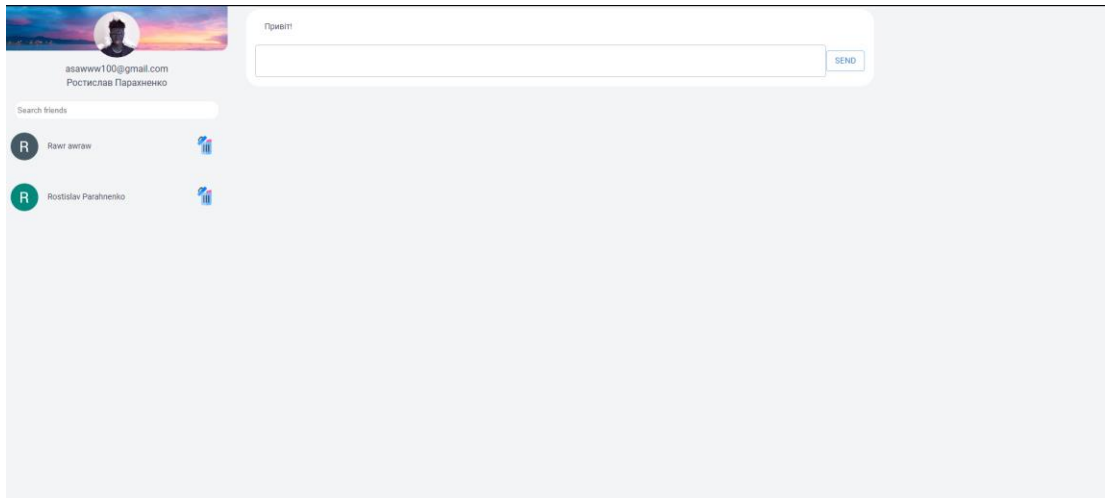 asawww100@gmail.com
Ростислав Парахненко
Search friends
R
Rawr awraw
R
Rostislav Parahnenko
Привіт!
SEND